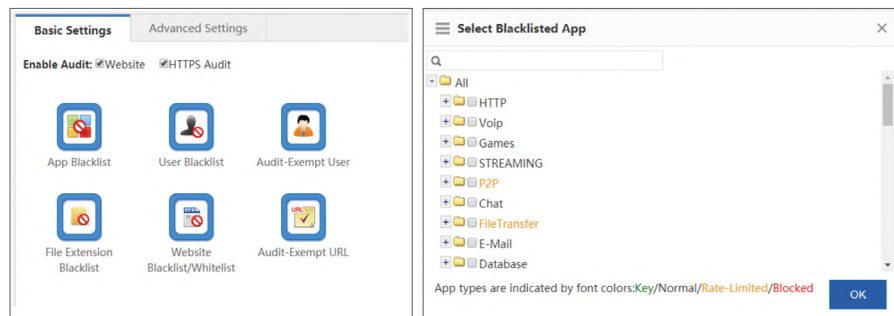 Basic Settings
Advanced Settings
Enable Audit: Website HTTPS Audit
App Blacklist
User Blacklist
Audit-Exempt User
File Extension
Blacklist
Website
Blacklist/Whitelist
URL
Audit-Exempt URL
Select Blacklisted App
All
HTTP
Voip
Games
STREAMING
P2P
Chat
FileTransfer
E-Mail
Database
App types are indicated by font colors:Key/Normal/Rate-Limited/Blocked
OK